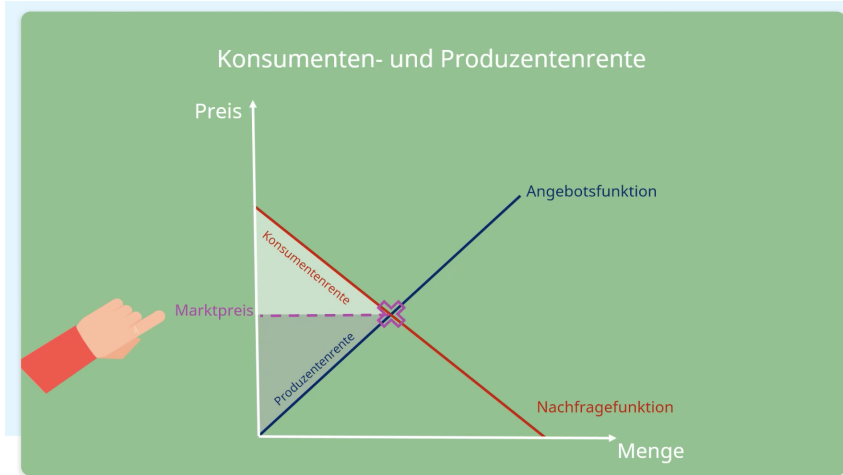 Konsumenten- und Produzentenrente
Preis
Angebotsfunktion
Konsumentenrente
Marktpreis
Produzentenrente
Nachfragefunktion
Menge